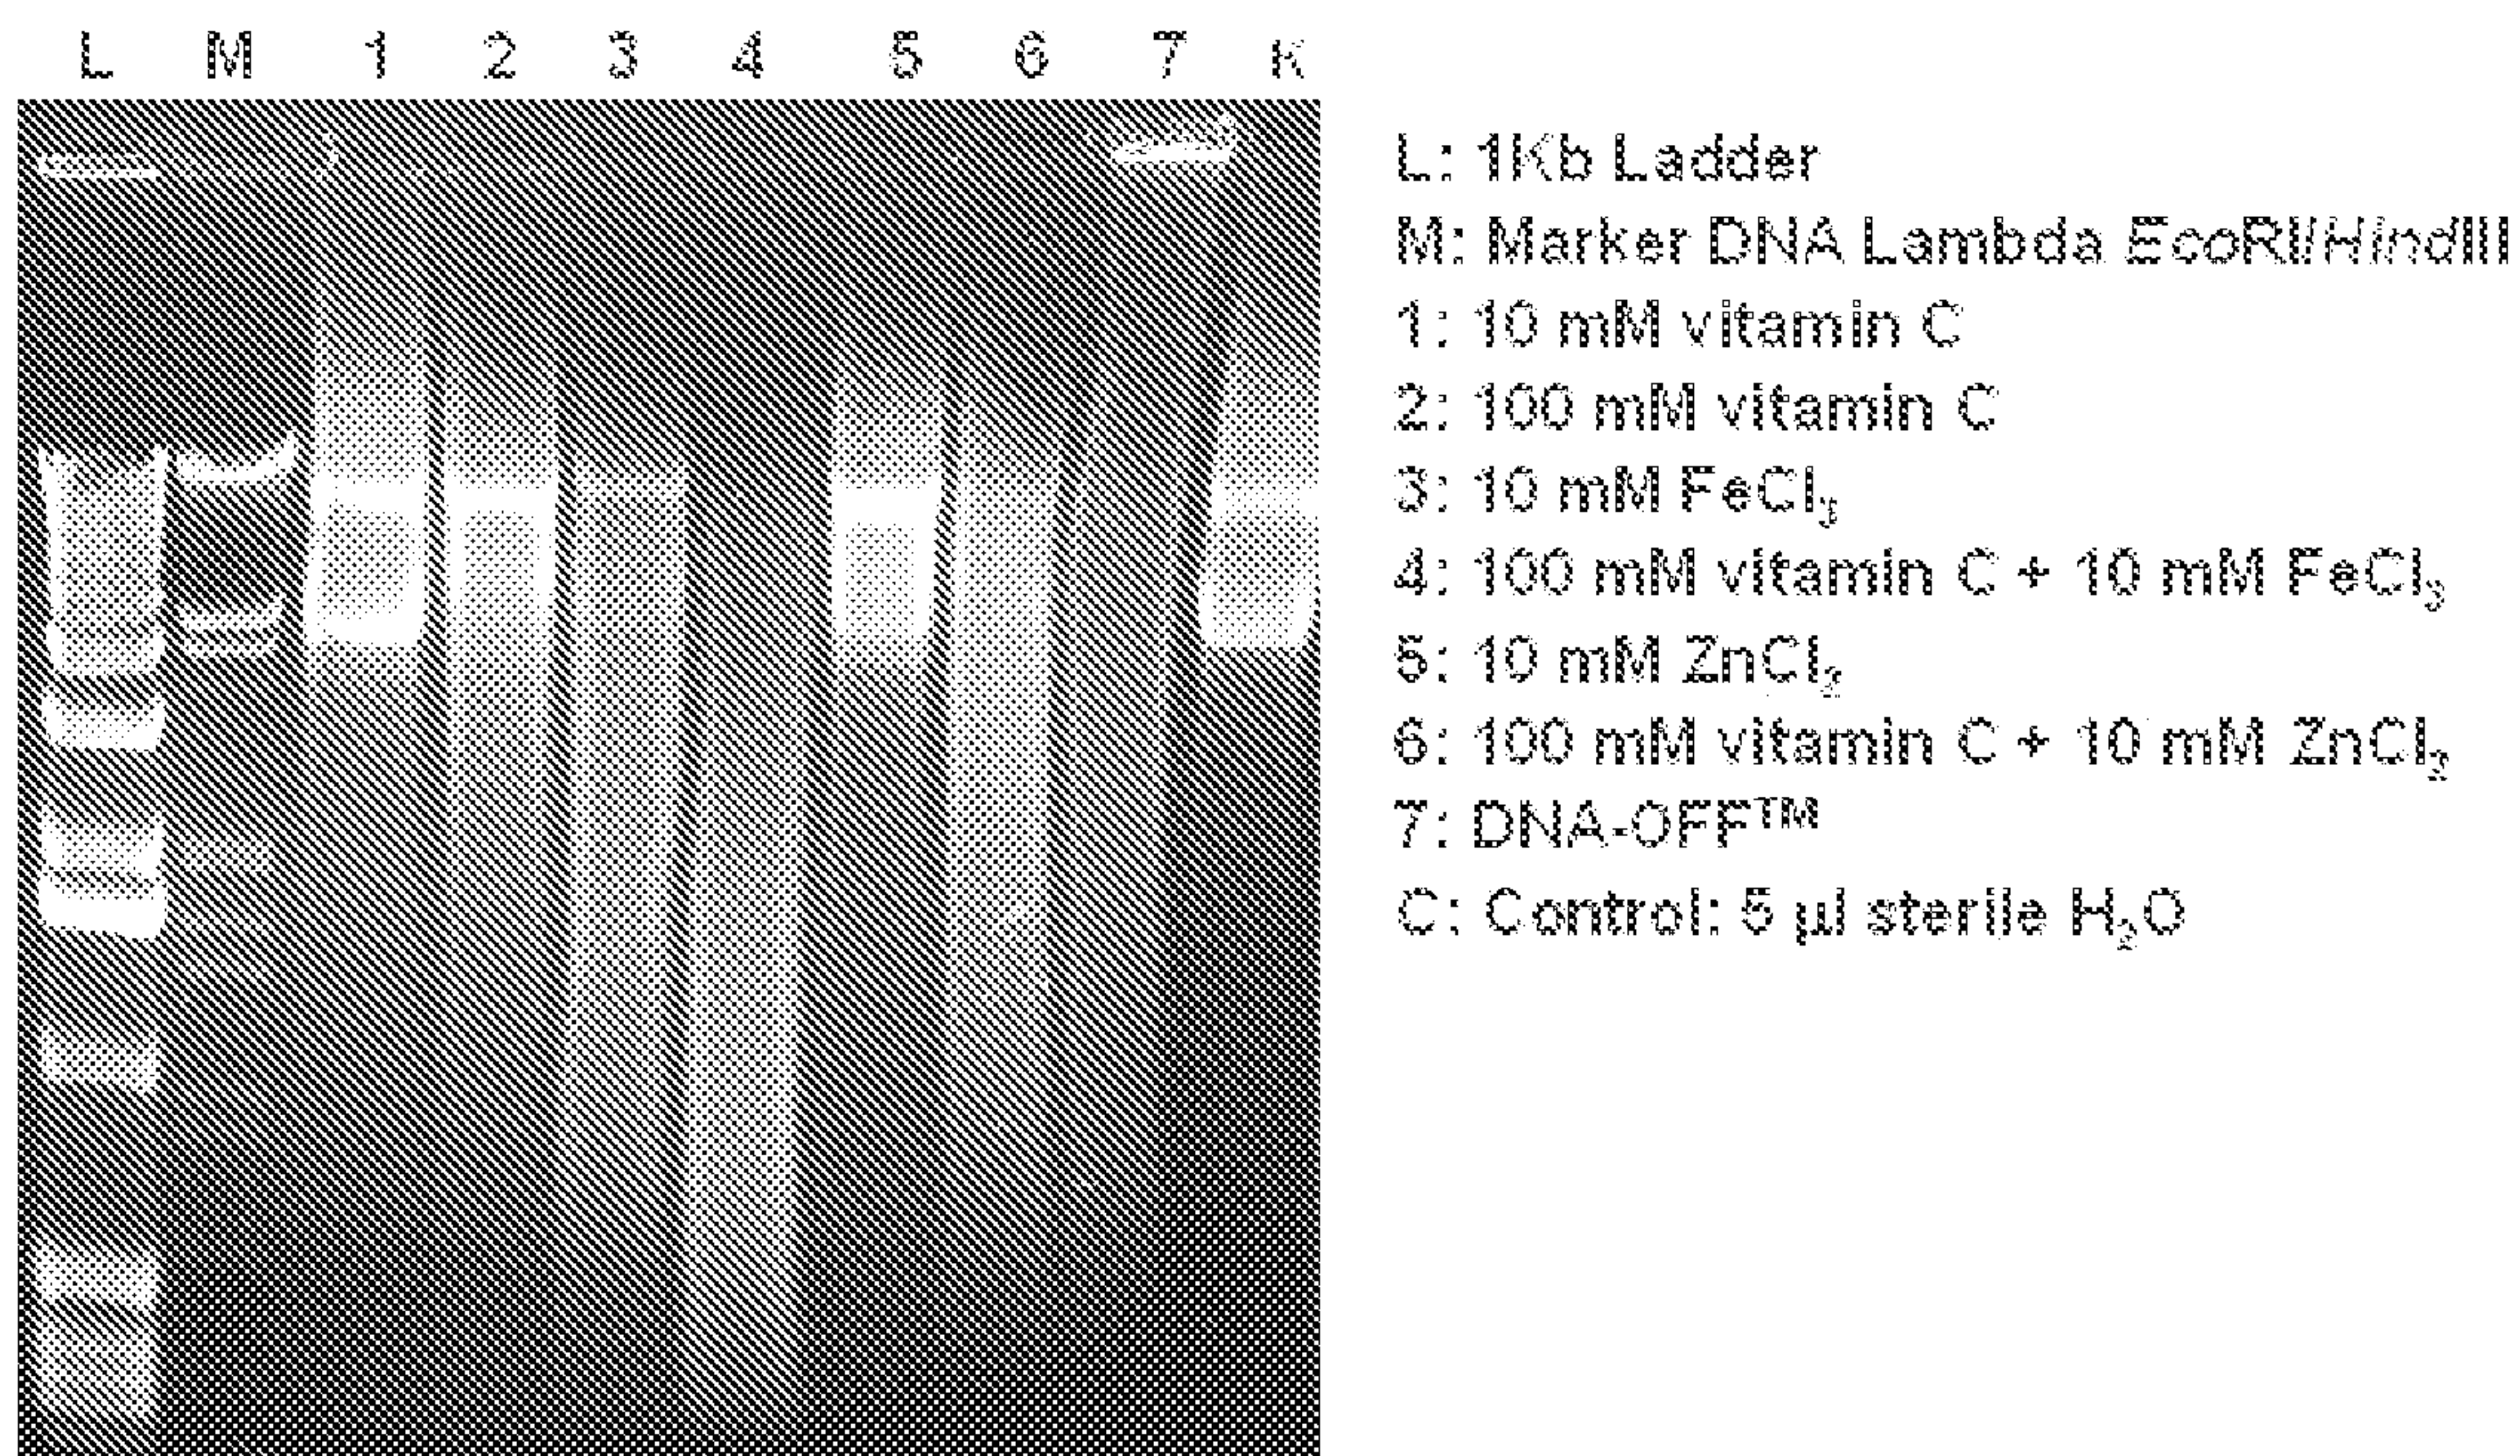 L M 1 2 3 4 5 6 7 K
L: 1Kb Ladder
M: Marker DNA Lambda EcoRI/HindIII
1: 10 mM vitamin C
2: 100 mM vitamin C
3: 10 mM FeCl₃
4: 100 mM vitamin C + 10 mM FeCl₃
5: 10 mM ZnCl₂
6: 100 mM vitamin C + 10 mM ZnCl₂
7: DNA-OFF™
C: Control: 5 µl sterile H₂O